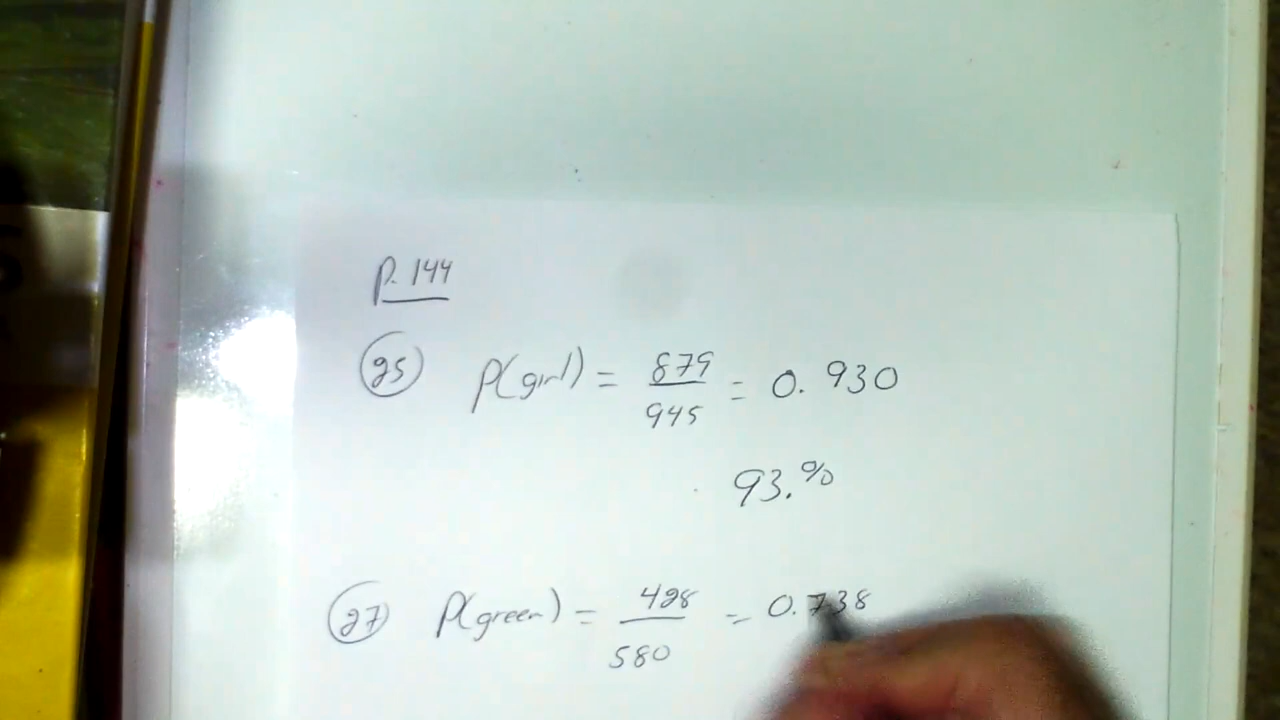 p. 144
25 P(girl) = 879/945 = 0.930
93.%
27 P(green) = 428/580 = 0.738